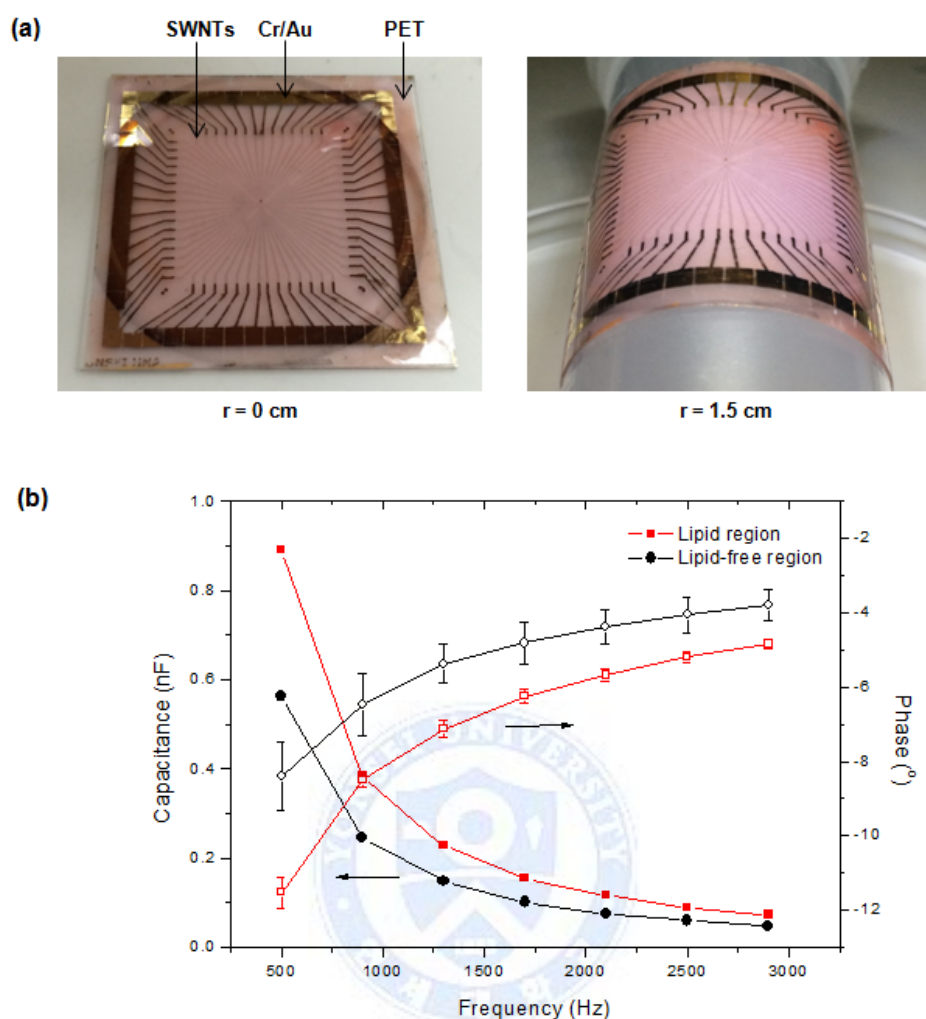 (a)
SWNTs Cr/Au PET
r = 0 cm
r = 1.5 cm
(b)
Lipid region
Lipid-free region
Capacitance (nF)
1.0
0.8
0.6
0.4
0.2
0.0
Phase (°)
-2
-4
-6
-8
-10
-12
500 1000 1500 2000 2500 3000
Frequency (Hz)
UNIVERSITY